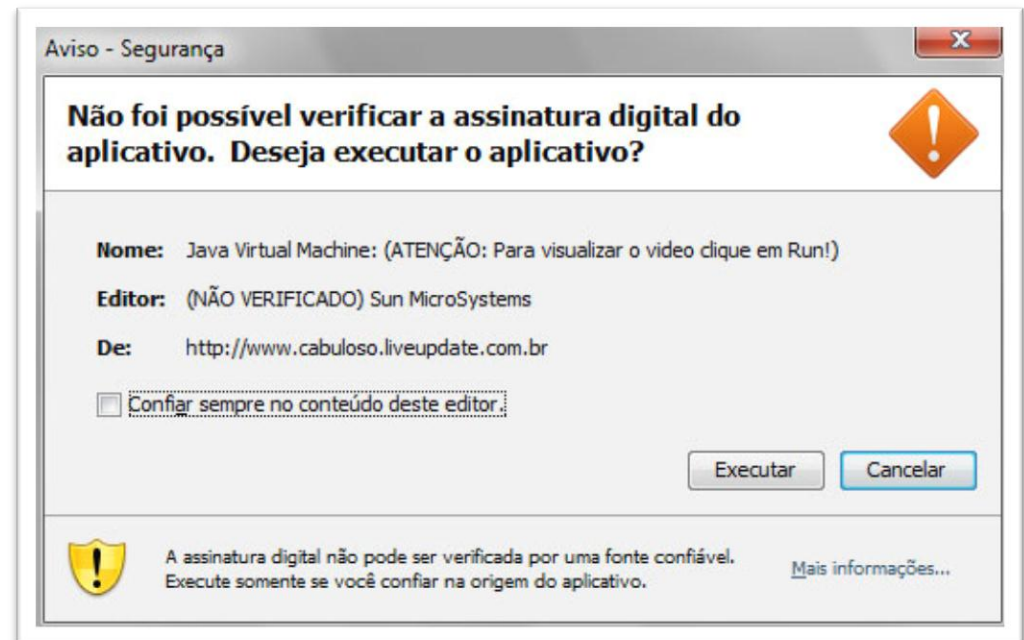 Aviso - Segurança
Não foi possível verificar a assinatura digital do
aplicativo. Deseja executar o aplicativo?
Nome: Java Virtual Machine: (ATENÇÃO: Para visualizar o video clique em Run!)
Editor: (NÃO VERIFICADO) Sun MicroSystems
De: http://www.cabuloso.liveupdate.com.br
Confiar sempre no conteúdo deste editor.
Executar Cancelar
A assinatura digital não pode ser verificada por uma fonte confiável.
Execute somente se você confiar na origem do aplicativo.
Mais informações...